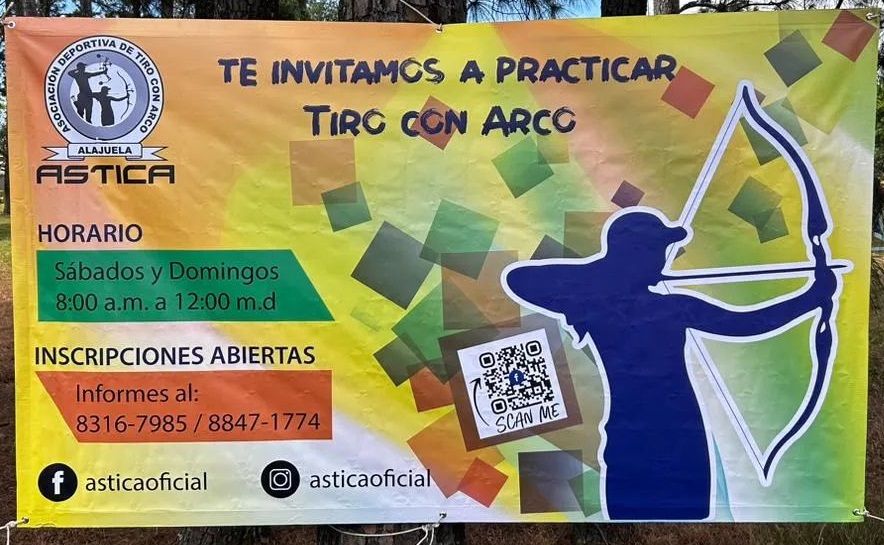 ASOCIACIÓN DEPORTIVA DE TIRO CON ARCO
ALAJUELA
ASTICA
TE INVITAMOS A PRACTICAR
TIRO CON ARCO
HORARIO
Sábados y Domingos
8:00 a.m. a 12:00 m.d
INSCRIPCIONES ABIERTAS
Informes al:
8316-7985 / 8847-1774
asticaoficial
asticaoficial
SCAN ME